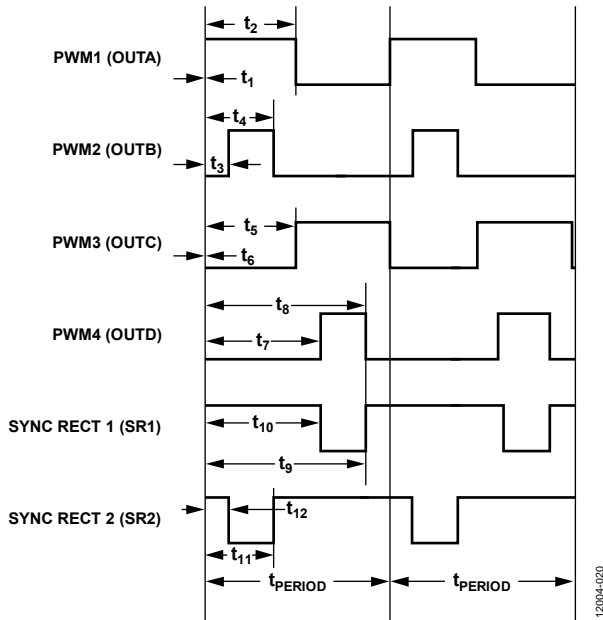 t2
PWM1 (OUTA)
t1
t4
PWM2 (OUTB)
t3
t5
PWM3 (OUTC)
t6
t8
PWM4 (OUTD)
t7
SYNC RECT 1 (SR1)
t10
t9
SYNC RECT 2 (SR2)
t12
t11
tPERIOD tPERIOD
12004-020